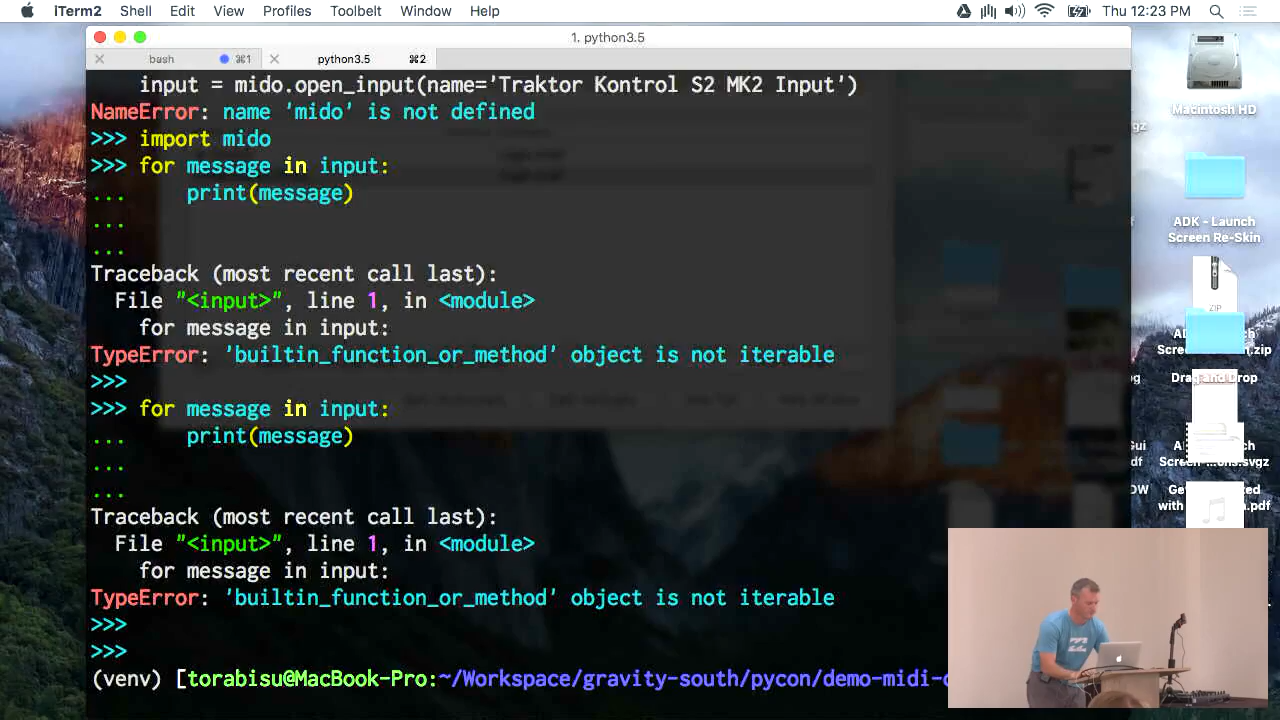 iTerm2 Shell Edit View Profiles Toolbelt Window Help Thu 12:23 PM
1. python3.5
bash ⌘1 python3.5 ⌘2
input = mido.open_input(name='Traktor Kontrol S2 MK2 Input')
NameError: name 'mido' is not defined
>>> import mido
>>> for message in input:
... print(message)
...
...
Traceback (most recent call last):
File "<input>", line 1, in <module>
for message in input:
TypeError: 'builtin_function_or_method' object is not iterable
>>>
>>> for message in input:
... print(message)
...
...
Traceback (most recent call last):
File "<input>", line 1, in <module>
for message in input:
TypeError: 'builtin_function_or_method' object is not iterable
>>>
>>>
(venv) [torabisu@MacBook-Pro:~/Workspace/gravity-south/pycon/demo-midi-
Macintosh HD
ADK - Launch
Screen Re-Skin
ZIP
Drag and Drop